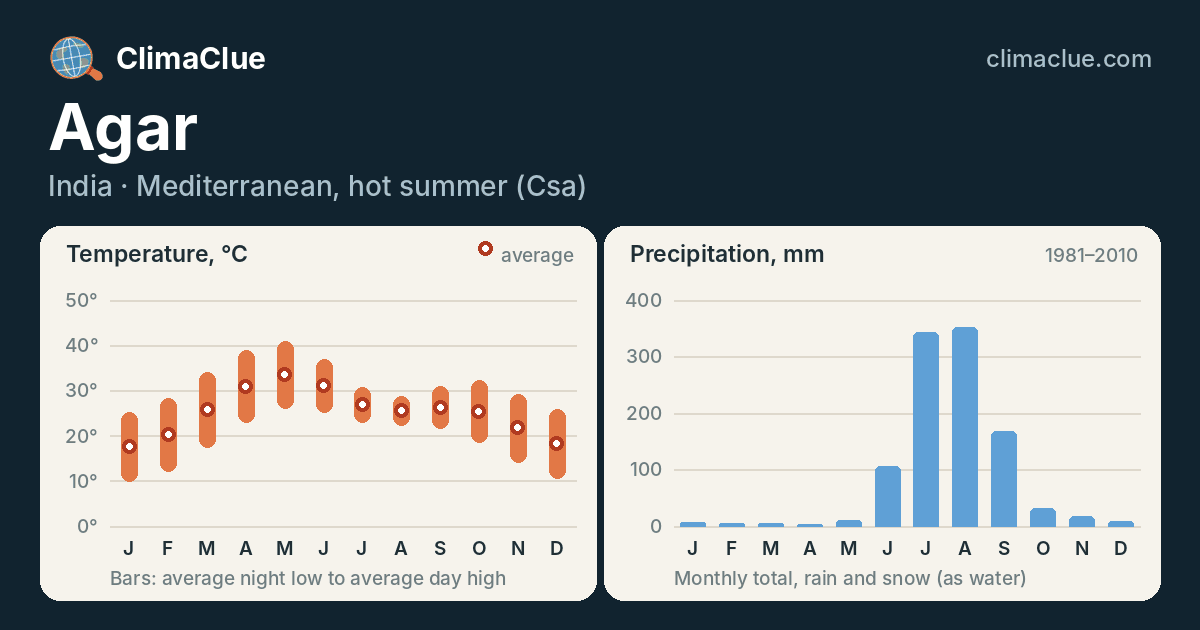 ClimaClue
climaclue.com
Agar
India · Mediterranean, hot summer (Csa)
Temperature, °C
average
50°
40°
30°
20°
10°
0°
J F M A M J J A S O N D
Bars: average night low to average day high
Precipitation, mm
1981–2010
400
300
200
100
0
J F M A M J J A S O N D
Monthly total, rain and snow (as water)